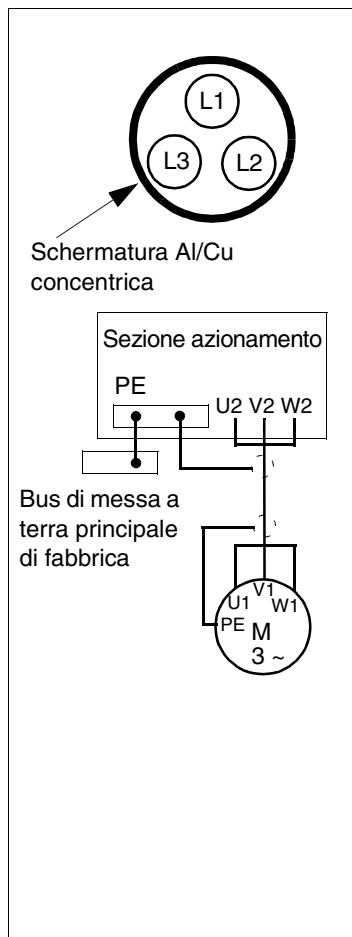 L1
L3 L2
Schermatura Al/Cu
concentrica
Sezione azionamento
PE
U2 V2 W2
Bus di messa a
terra principale
di fabbrica
U1 V1 W1
PE M
3 ~